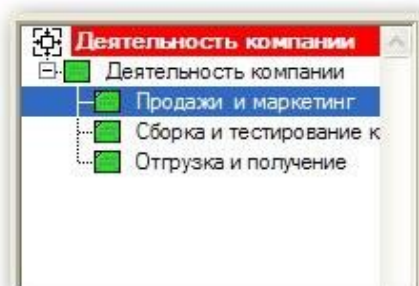 Деятельность компании
Деятельность компании
Продажи и маркетинг
Сборка и тестирование к
Отгрузка и получение